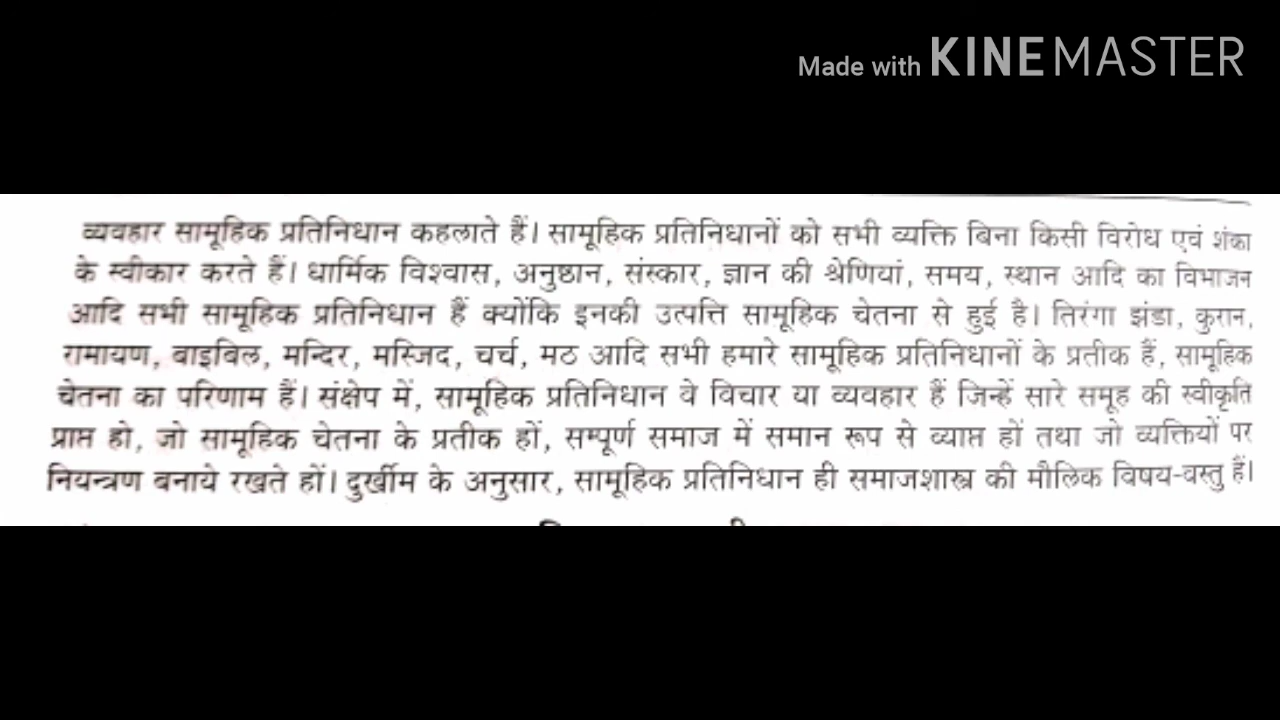 Made with KINEMASTER
व्यवहार सामूहिक प्रतिनिधान कहलाते हैं। सामूहिक प्रतिनिधानों को सभी व्यक्ति बिना किसी विरोध एवं शंका
के स्वीकार करते हैं। धार्मिक विश्वास, अनुष्ठान, संस्कार, ज्ञान की श्रेणियां, समय, स्थान आदि का विभाजन
आदि सभी सामूहिक प्रतिनिधान हैं क्योंकि इनकी उत्पत्ति सामूहिक चेतना से हुई है। तिरंगा झंडा, कुरान,
रामायण, बाइबिल, मन्दिर, मस्जिद, चर्च, मठ आदि सभी हमारे सामूहिक प्रतिनिधानों के प्रतीक हैं, सामूहिक
चेतना का परिणाम हैं। संक्षेप में, सामूहिक प्रतिनिधान वे विचार या व्यवहार हैं जिन्हें सारे समूह की स्वीकृति
प्राप्त हो, जो सामूहिक चेतना के प्रतीक हों, सम्पूर्ण समाज में समान रूप से व्याप्त हों तथा जो व्यक्तियों पर
नियन्त्रण बनाये रखते हों। दुर्खीम के अनुसार, सामूहिक प्रतिनिधान ही समाजशास्त्र की मौलिक विषय-वस्तु हैं।